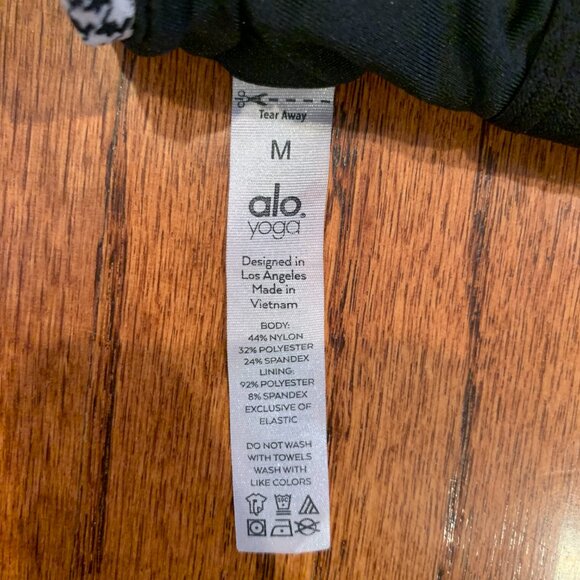 alo
Tear Away
M
alo
yoga
Designed in
Los Angeles
Made in
Vietnam
BODY:
44% NYLON
32% POLYESTER
24% SPANDEX
LINING:
92% POLYESTER
8% SPANDEX
EXCLUSIVE OF
ELASTIC
DO NOT WASH
WITH TOWELS
WASH WITH
LIKE COLORS